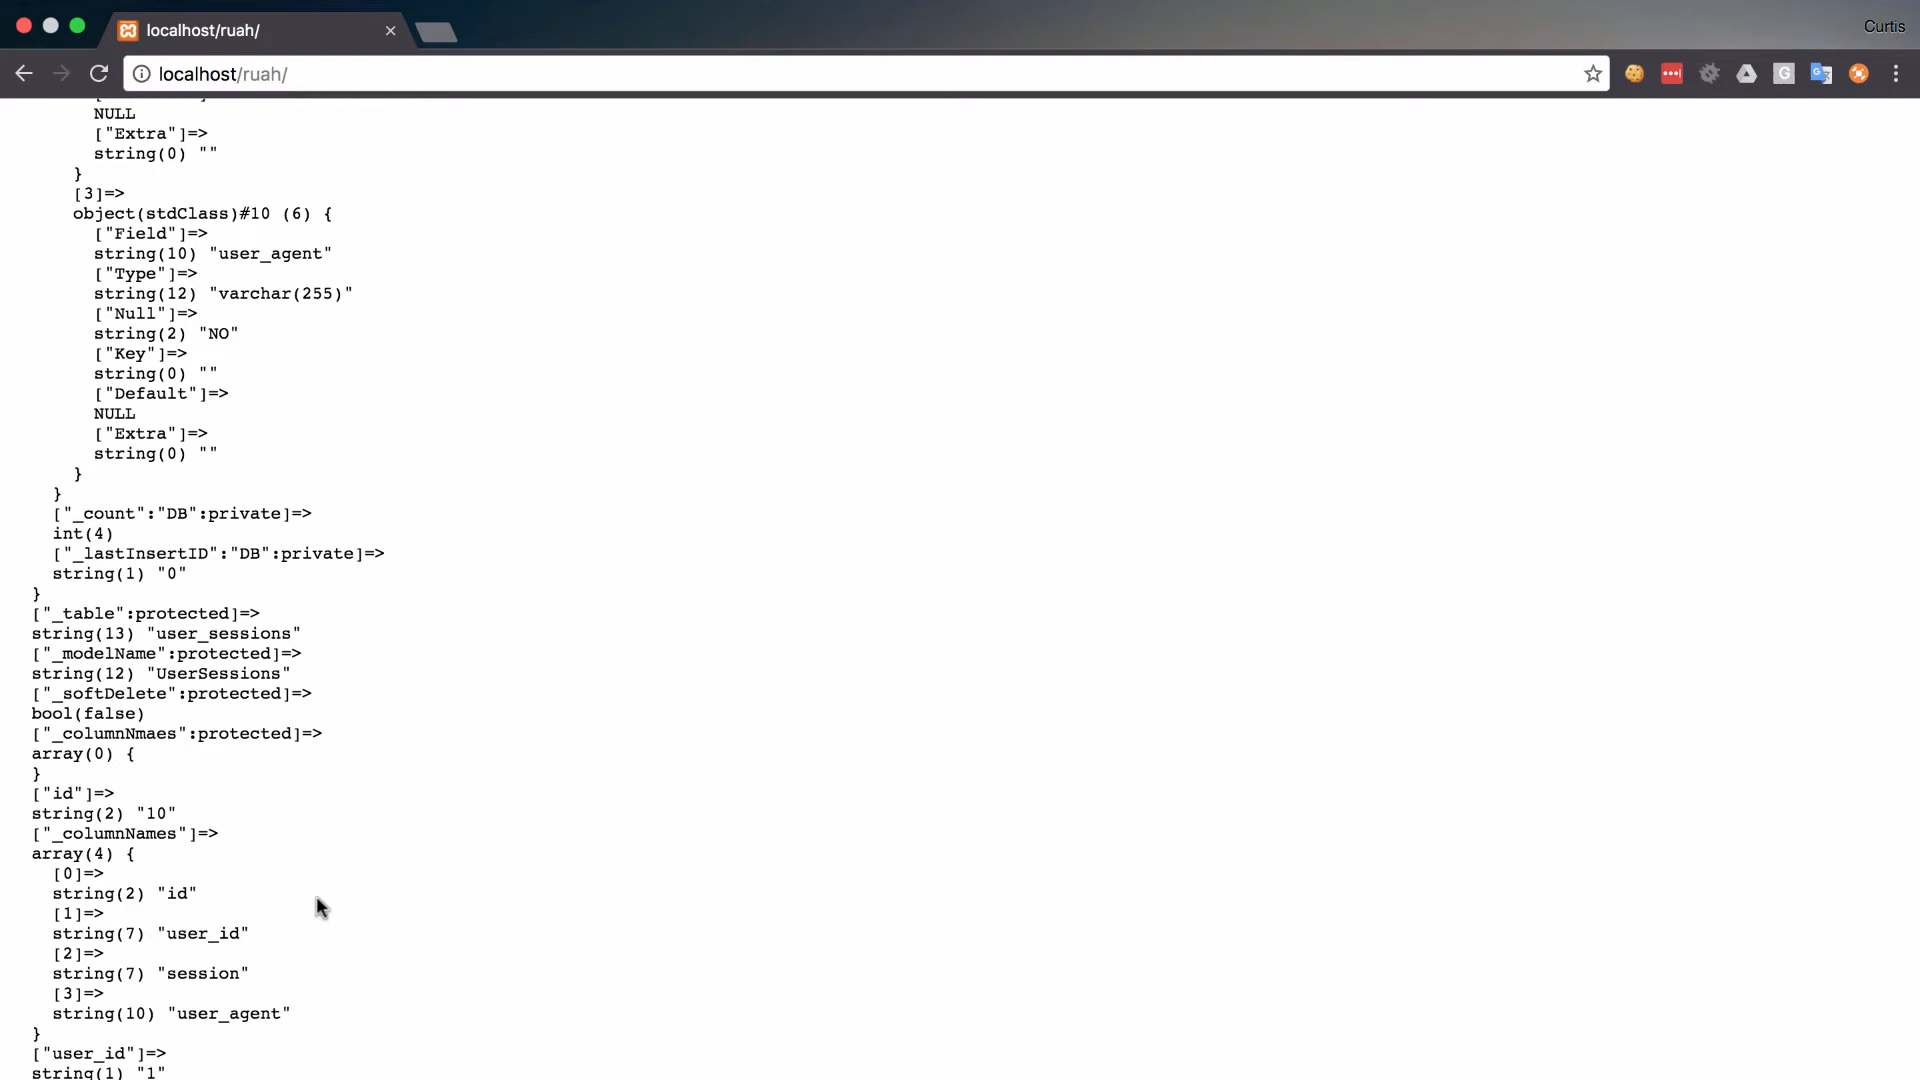 localhost/ruah/
Curtis
localhost/ruah/
NULL
["Extra"]=>
string(0) ""
}
[3]=>
object(stdClass)#10 (6) {
["Field"]=>
string(10) "user_agent"
["Type"]=>
string(12) "varchar(255)"
["Null"]=>
string(2) "NO"
["Key"]=>
string(0) ""
["Default"]=>
NULL
["Extra"]=>
string(0) ""
}
}
["_count":"DB":private]=>
int(4)
["_lastInsertID":"DB":private]=>
string(1) "0"
}
["_table":protected]=>
string(13) "user_sessions"
["_modelName":protected]=>
string(12) "UserSessions"
["_softDelete":protected]=>
bool(false)
["_columnNmaes":protected]=>
array(0) {
}
["id"]=>
string(2) "10"
["_columnNames"]=>
array(4) {
[0]=>
string(2) "id"
[1]=>
string(7) "user_id"
[2]=>
string(7) "session"
[3]=>
string(10) "user_agent"
}
["user_id"]=>
string(1) "1"